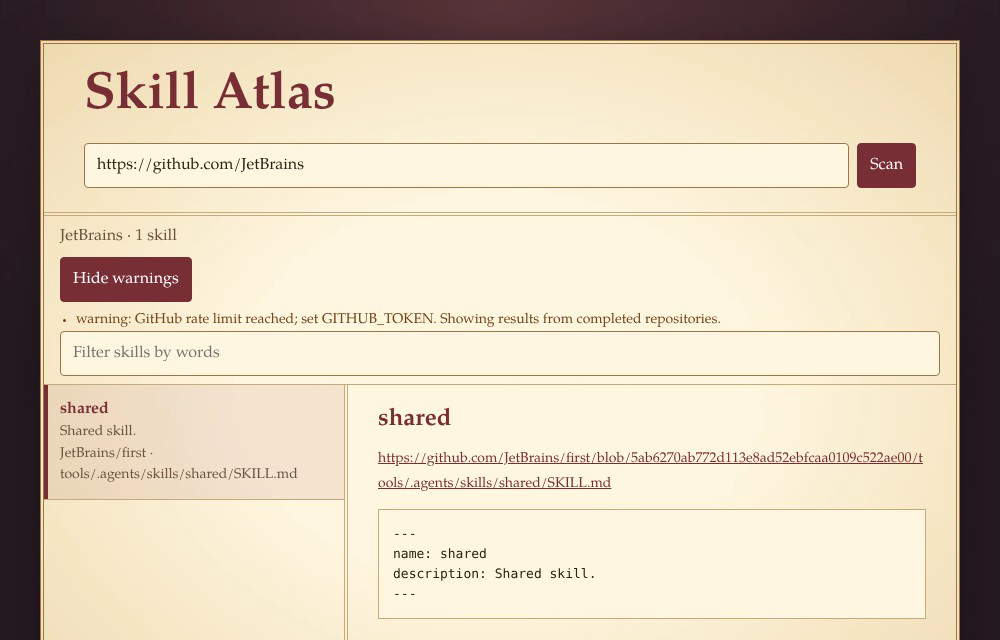 Skill Atlas
https://github.com/JetBrains
Scan
JetBrains · 1 skill
Hide warnings
• warning: GitHub rate limit reached; set GITHUB_TOKEN. Showing results from completed repositories.
Filter skills by words
shared
Shared skill.
JetBrains/first ·
tools/.agents/skills/shared/SKILL.md
shared
https://github.com/JetBrains/first/blob/5ab6270ab772d113e8ad52ebfcaa0109c522ae00/t
ools/.agents/skills/shared/SKILL.md
---
name: shared
description: Shared skill.
---